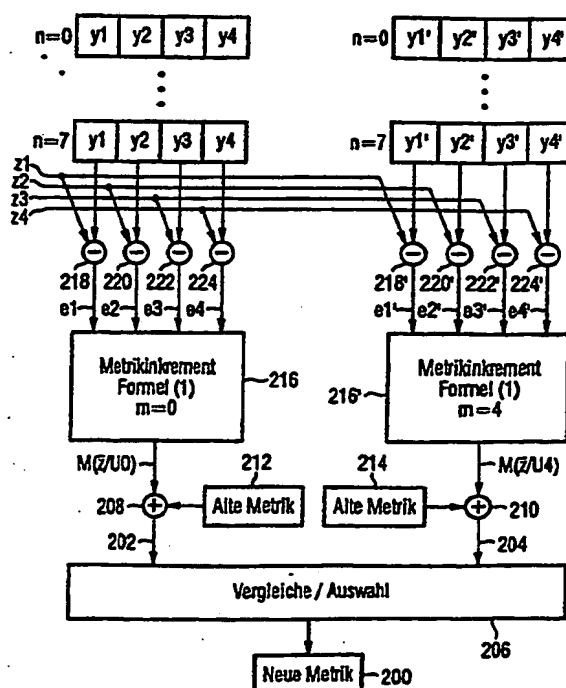 n=0 y1 y2 y3 y4 n=0 y1' y2' y3' y4'
n=7 y1 y2 y3 y4 n=7 y1' y2' y3' y4'
z1
z2
z3
z4
218 220 222 224 218' 220' 222' 224'
e1 e2 e3 e4 e1' e2' e3' e4'
Metrikinkrement
Formel (1)
m=0
216
Metrikinkrement
Formel (1)
m=4
216'
M(z̄/U0) 212 214 M(z̄/U4)
208 Alte Metrik Alte Metrik 210
202 204
Vergleiche / Auswahl
206
Neue Metrik 200